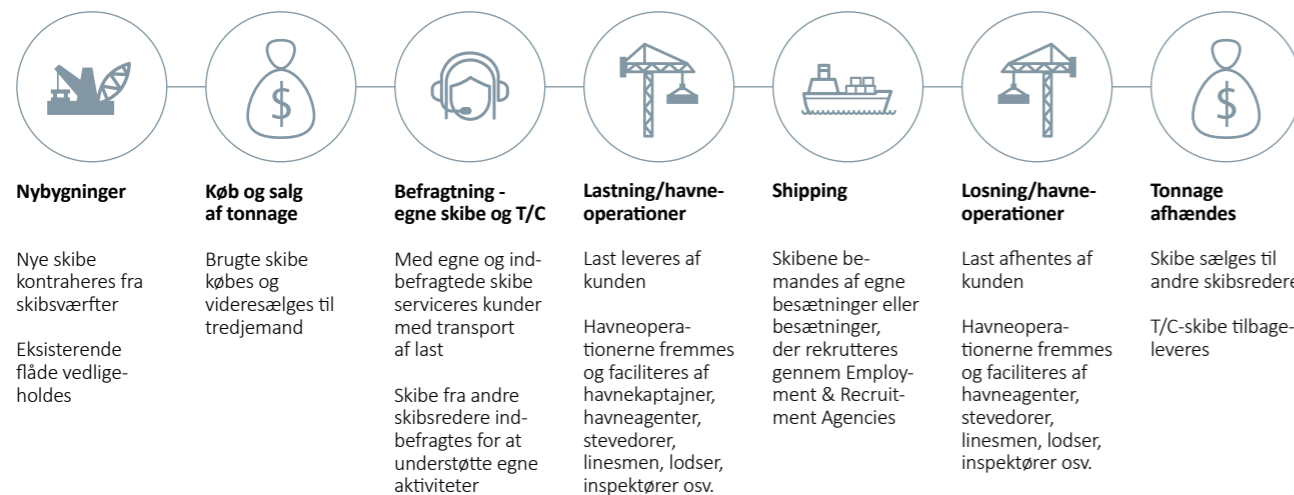 $
$
Nybygninger
Nye skibe
kontraheres fra
skibsværfter
Eksisterende
flåde vedlige-
holdes
Køb og salg
af tonnage
Brugte skibe
købes og
videresælges til
tredjemand
Befragtning -
egne skibe og T/C
Med egne og ind-
befragtede skibe
serviceres kunder
med transport
af last
Skibe fra andre
skibsredere ind-
befragtes for at
understøtte egne
aktiviteter
Lastning/havne-
operationer
Last leveres af
kunden
Havneopera-
tionerne fremmes
og faciliteres af
havnekaptajner,
havneagenter,
stevedorer,
linesmen, lodser,
inspektører osv.
Shipping
Skibene be-
mandes af egne
besætninger eller
besætninger,
der rekrutteres
gennem Employ-
ment & Recruit-
ment Agencies
Losning/havne-
operationer
Last afhentes af
kunden
Havneopera-
tionerne fremmes
og faciliteres af
havneagenter,
stevedorer,
linesmen, lodser,
inspektører osv.
Tonnage
afhændes
Skibe sælges til
andre skibsredere
T/C-skibe tilbage-
leveres